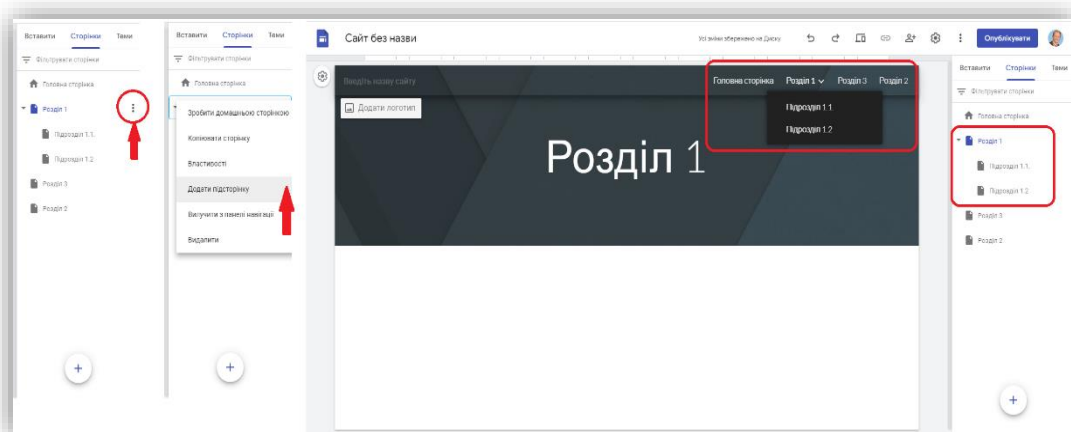 Вставити Сторінки Теми
Фільтрувати сторінки
Головна сторінка
Розділ 1
Підрозділ 1.1.
Підрозділ 1.2
Розділ 3
Розділ 2
+
Вставити Сторінки Теми
Фільтрувати сторінки
Головна сторінка
Зробити домашньою сторінкою
Копіювати сторінку
Властивості
Додати підсторінку
Вилучити з панелі навігації
Видалити
+
Сайт без назви
Усі зміни збережено на Диску
Опублікувати
Введіть назву сайту
Головна сторінка Розділ 1 Розділ 3 Розділ 2
Додати логотип
Підрозділ 1.1.
Підрозділ 1.2
Розділ 1
Вставити Сторінки Теми
Фільтрувати сторінки
Головна сторінка
Розділ 1
Підрозділ 1.1.
Підрозділ 1.2
Розділ 3
Розділ 2
+